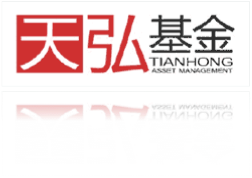 天弘基金
TIANHONG
ASSET MANAGEMENT